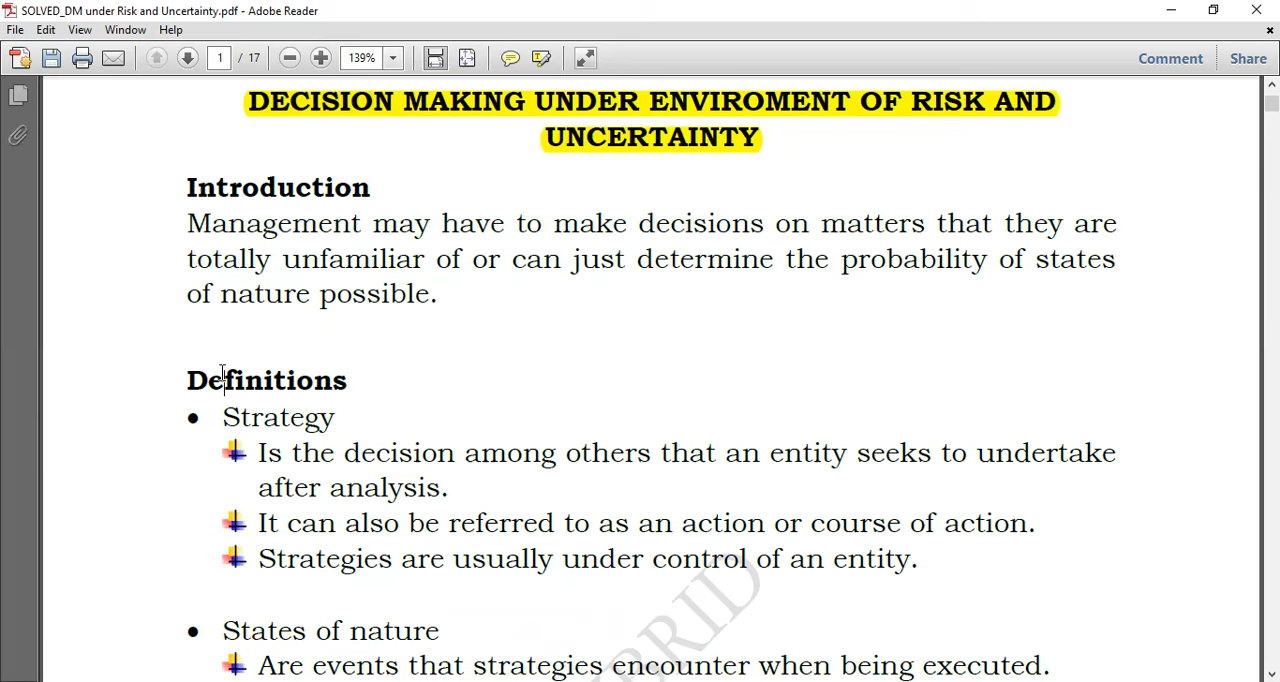 SOLVED_DM under Risk and Uncertainty.pdf - Adobe Reader
File Edit View Window Help
1 / 17 139% Comment Share
DECISION MAKING UNDER ENVIROMENT OF RISK AND
UNCERTAINTY
Introduction
Management may have to make decisions on matters that they are
totally unfamiliar of or can just determine the probability of states
of nature possible.
Definitions
• Strategy
Is the decision among others that an entity seeks to undertake
after analysis.
It can also be referred to as an action or course of action.
Strategies are usually under control of an entity.
• States of nature
Are events that strategies encounter when being executed.